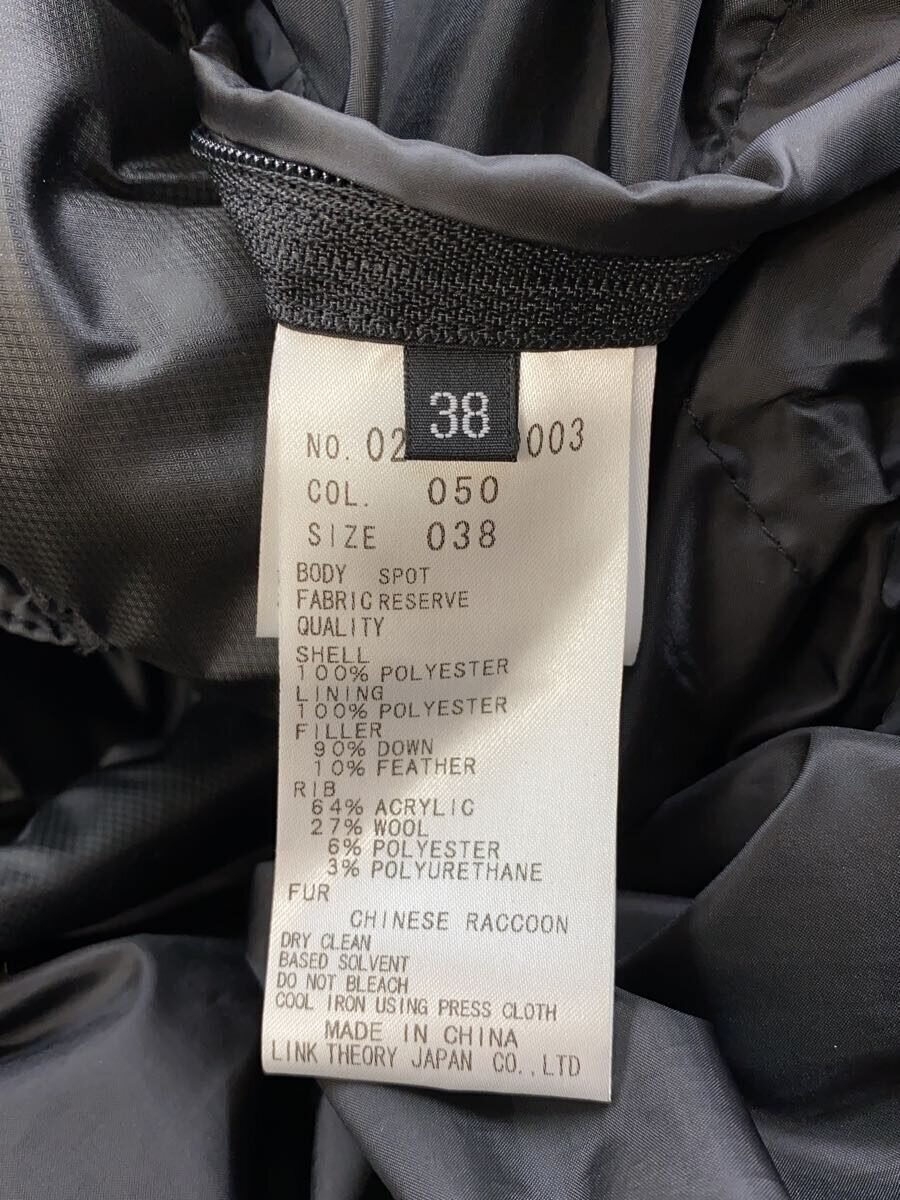 38
NO. 02 003
COL. 050
SIZE 038
BODY SPOT
FABRIC RESERVE
QUALITY
SHELL
100% POLYESTER
LINING
100% POLYESTER
FILLER
90% DOWN
10% FEATHER
RIB
64% ACRYLIC
27% WOOL
6% POLYESTER
3% POLYURETHANE
FUR
CHINESE RACCOON
DRY CLEAN
BASED SOLVENT
DO NOT BLEACH
COOL IRON USING PRESS CLOTH
MADE IN CHINA
LINK THEORY JAPAN CO.,LTD